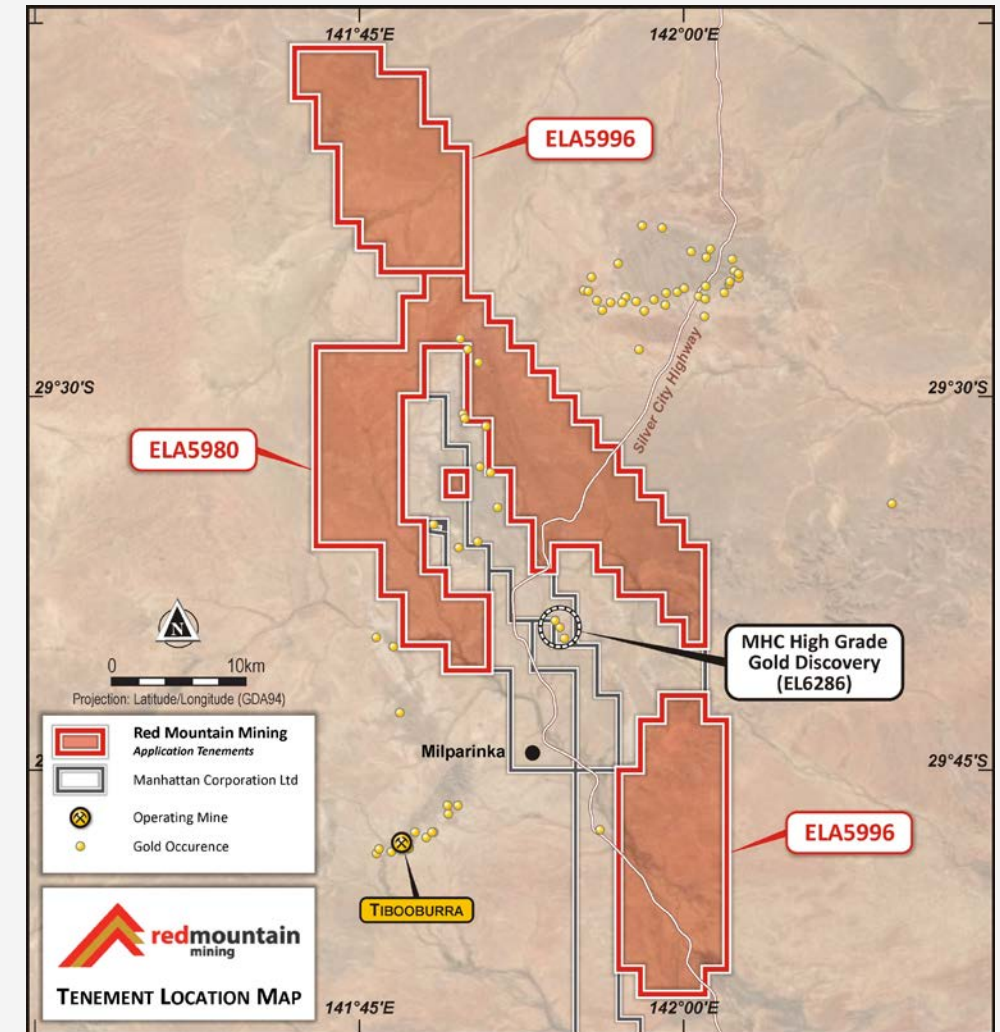 141°45'E
142°00'E
ELA5996
Silver City Highway
29°30'S
29°30'S
ELA5980
N
0
10km
Projection: Latitude/Longitude (GDA94)
MHC High Grade
Gold Discovery
(EL6286)
Red Mountain Mining
Application Tenements
Manhattan Corporation Ltd
Operating Mine
Gold Occurence
Milparinka
2
29°45'S
ELA5996
TIBOOBURRA
redmountain
mining
TENEMENT LOCATION MAP
141°45'E
142°00'E